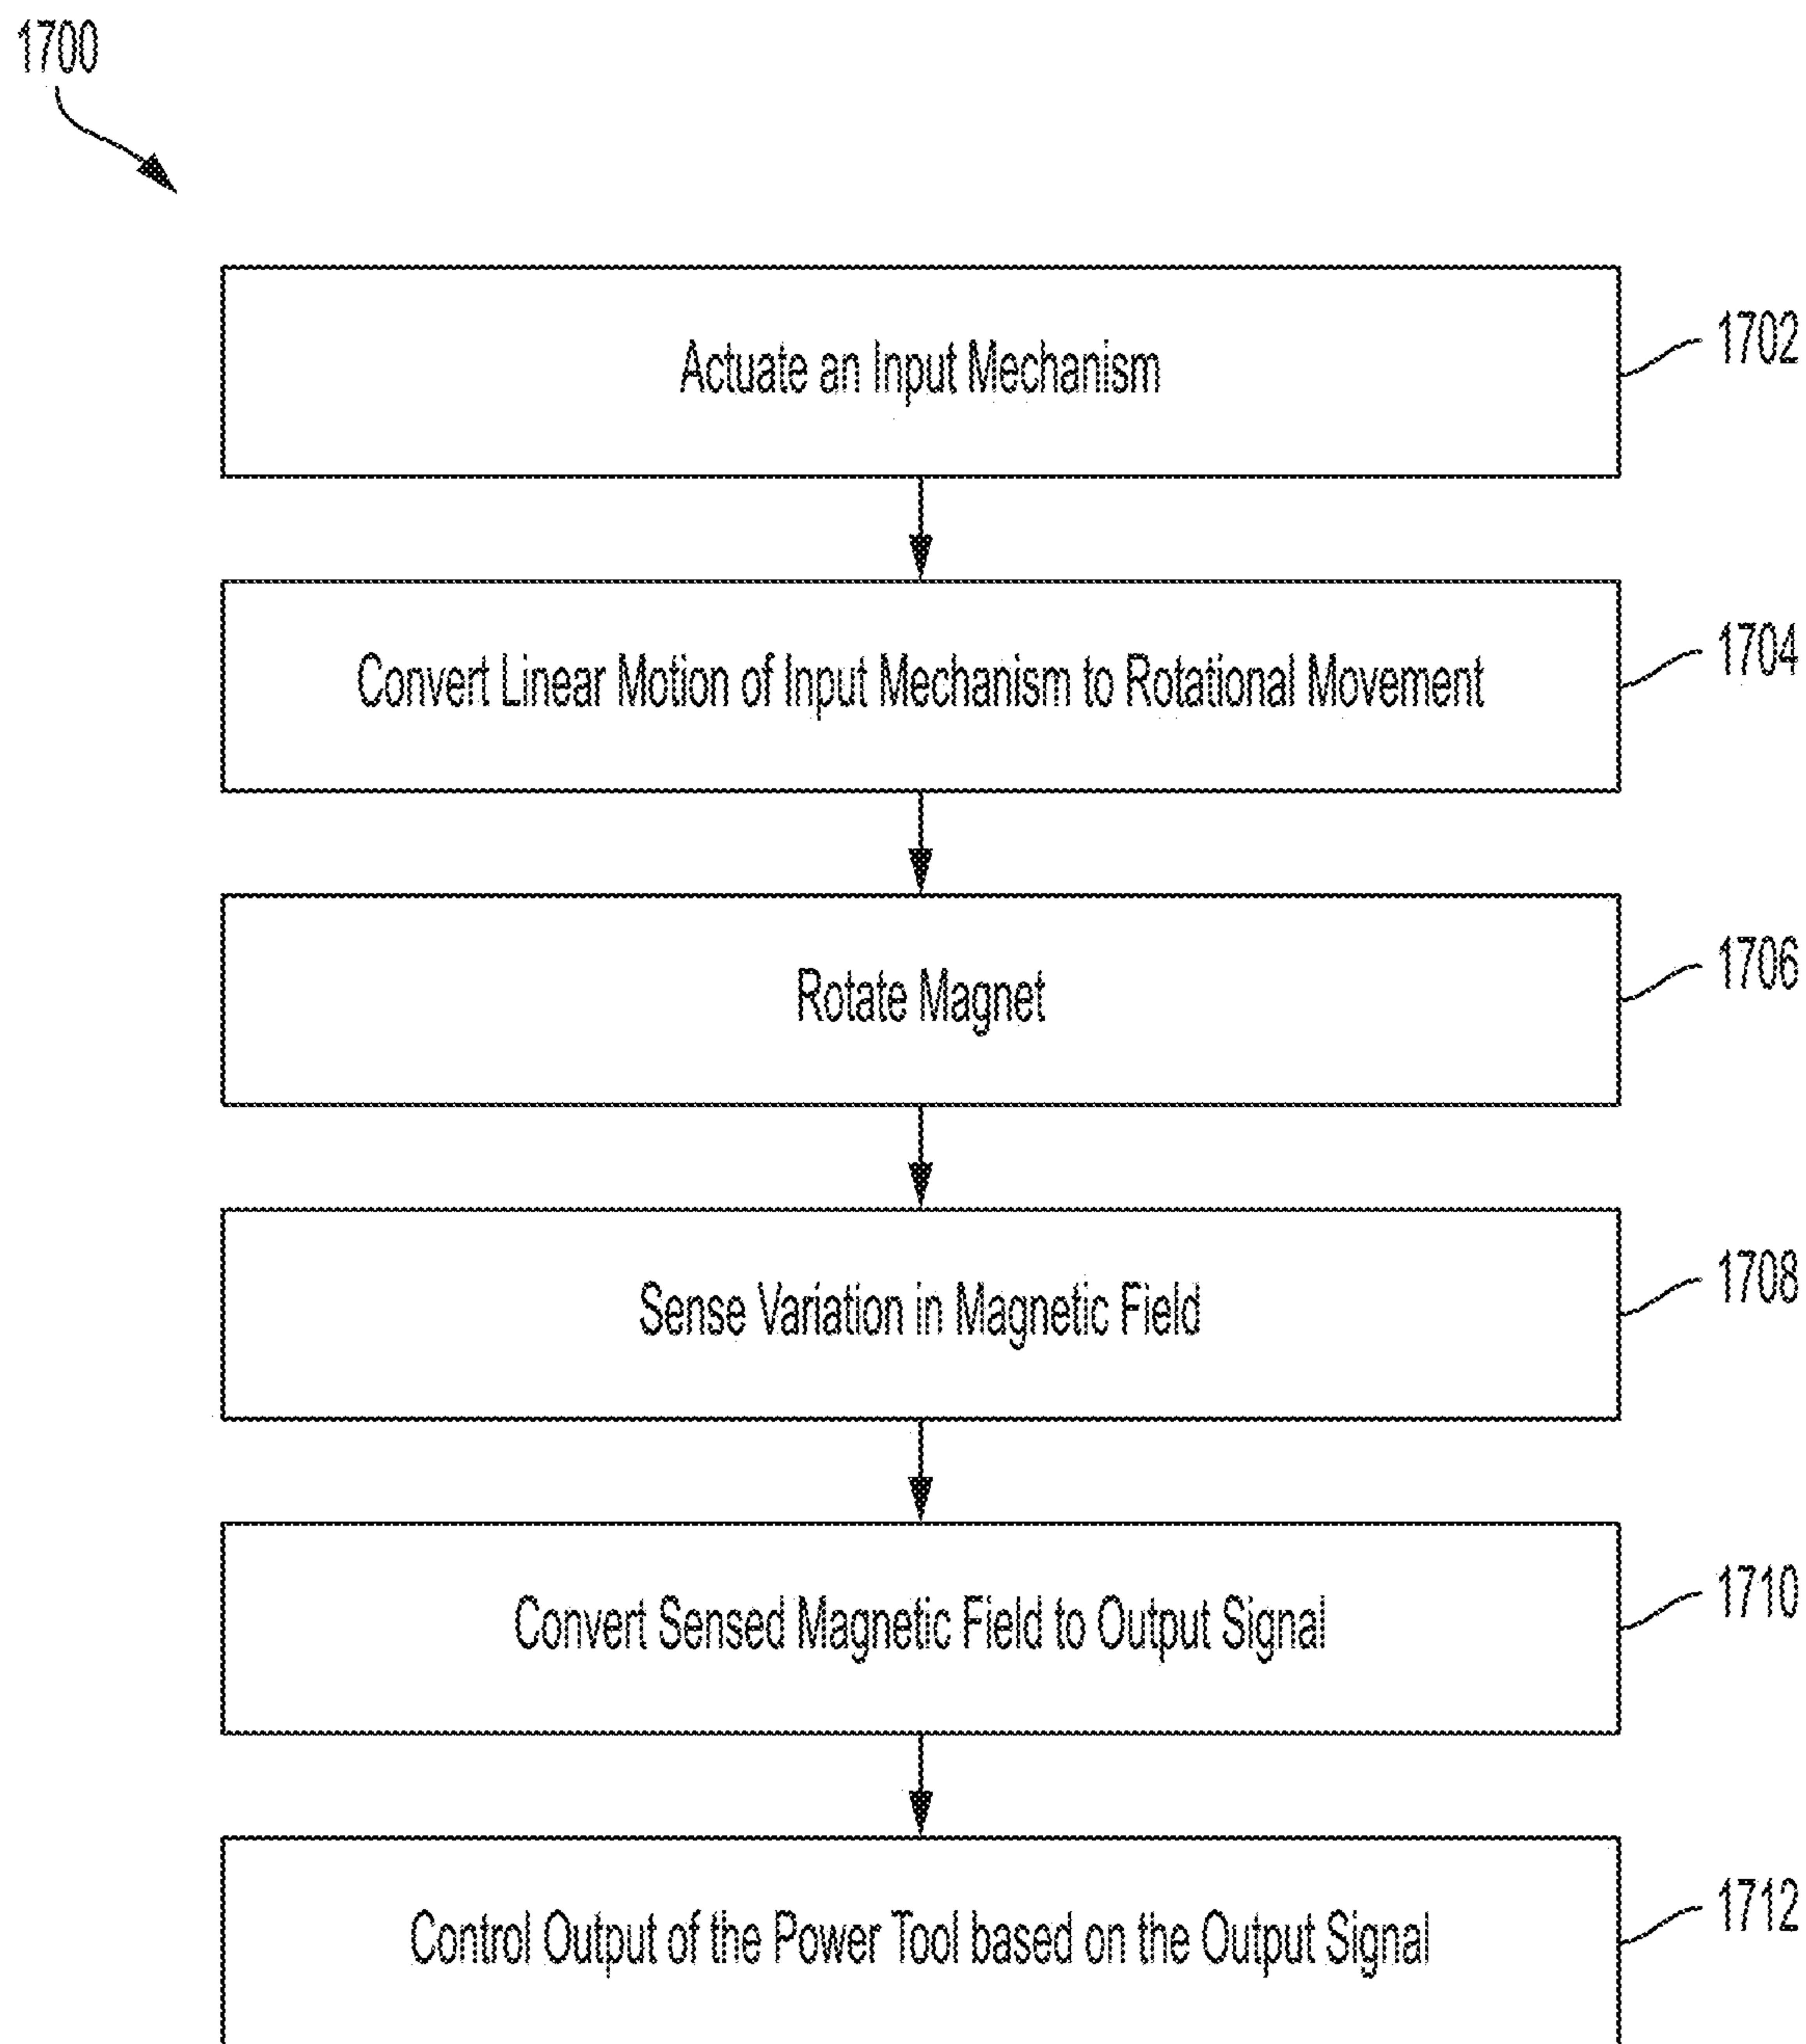 1700
Actuate an Input Mechanism
1702
Convert Linear Motion of Input Mechanism to Rotational Movement
1704
Rotate Magnet
1706
Sense Variation in Magnetic Field
1708
Convert Sensed Magnetic Field to Output Signal
1710
Control Output of the Power Tool based on the Output Signal
1712